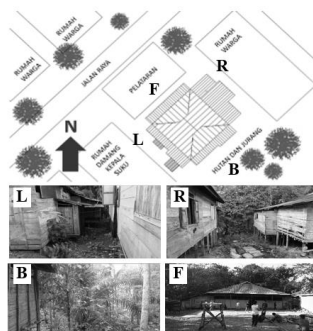 RUMAH
WARGA
RUMAH
WARGA
RUMAH
WARGA
JALAN RAYA
PELATARAN
R
F
N
L
RUMAH
DAMANG
KEPALA
SUKU
HUTAN DAN JURANG
B
L
R
B
F